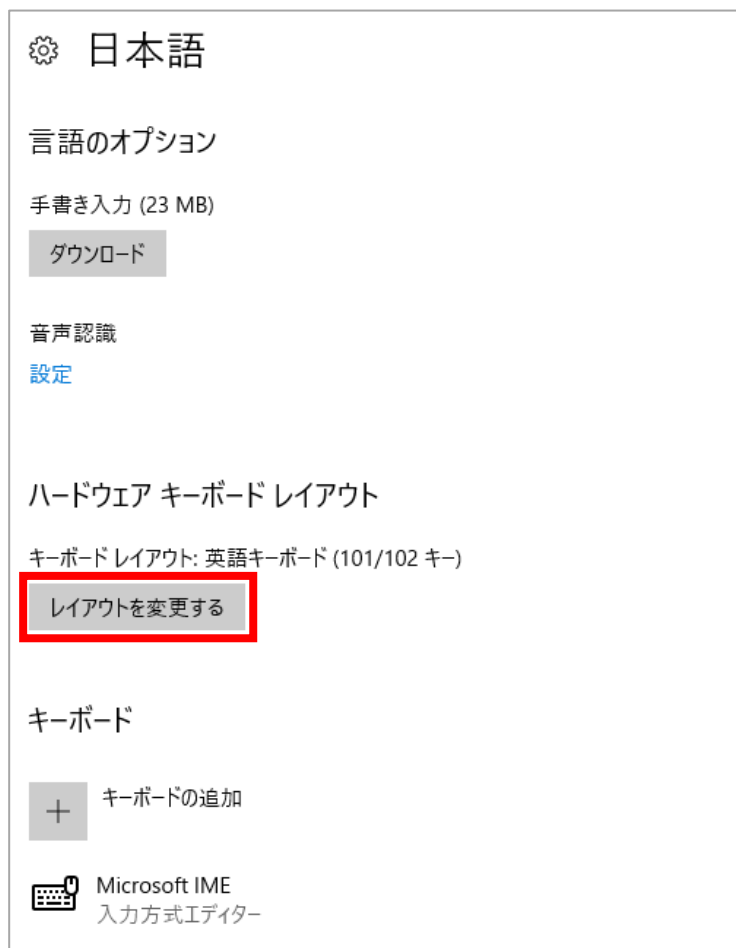 日本語
言語のオプション
手書き入力 (23 MB)
ダウンロード
音声認識
設定
ハードウェア キーボード レイアウト
キーボード レイアウト: 英語キーボード (101/102 キー)
レイアウトを変更する
キーボード
キーボードの追加
Microsoft IME
入力方式エディター